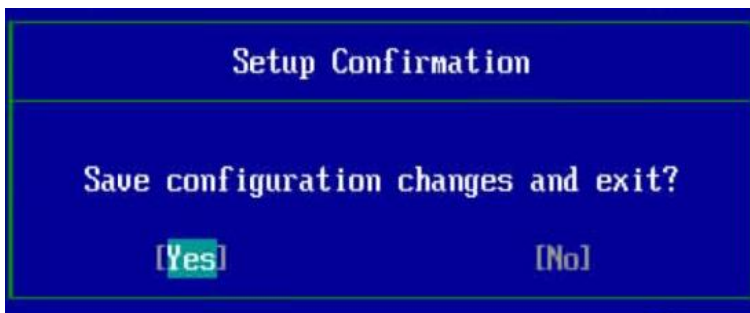 Setup Confirmation
Save configuration changes and exit?
[Yes] [No]